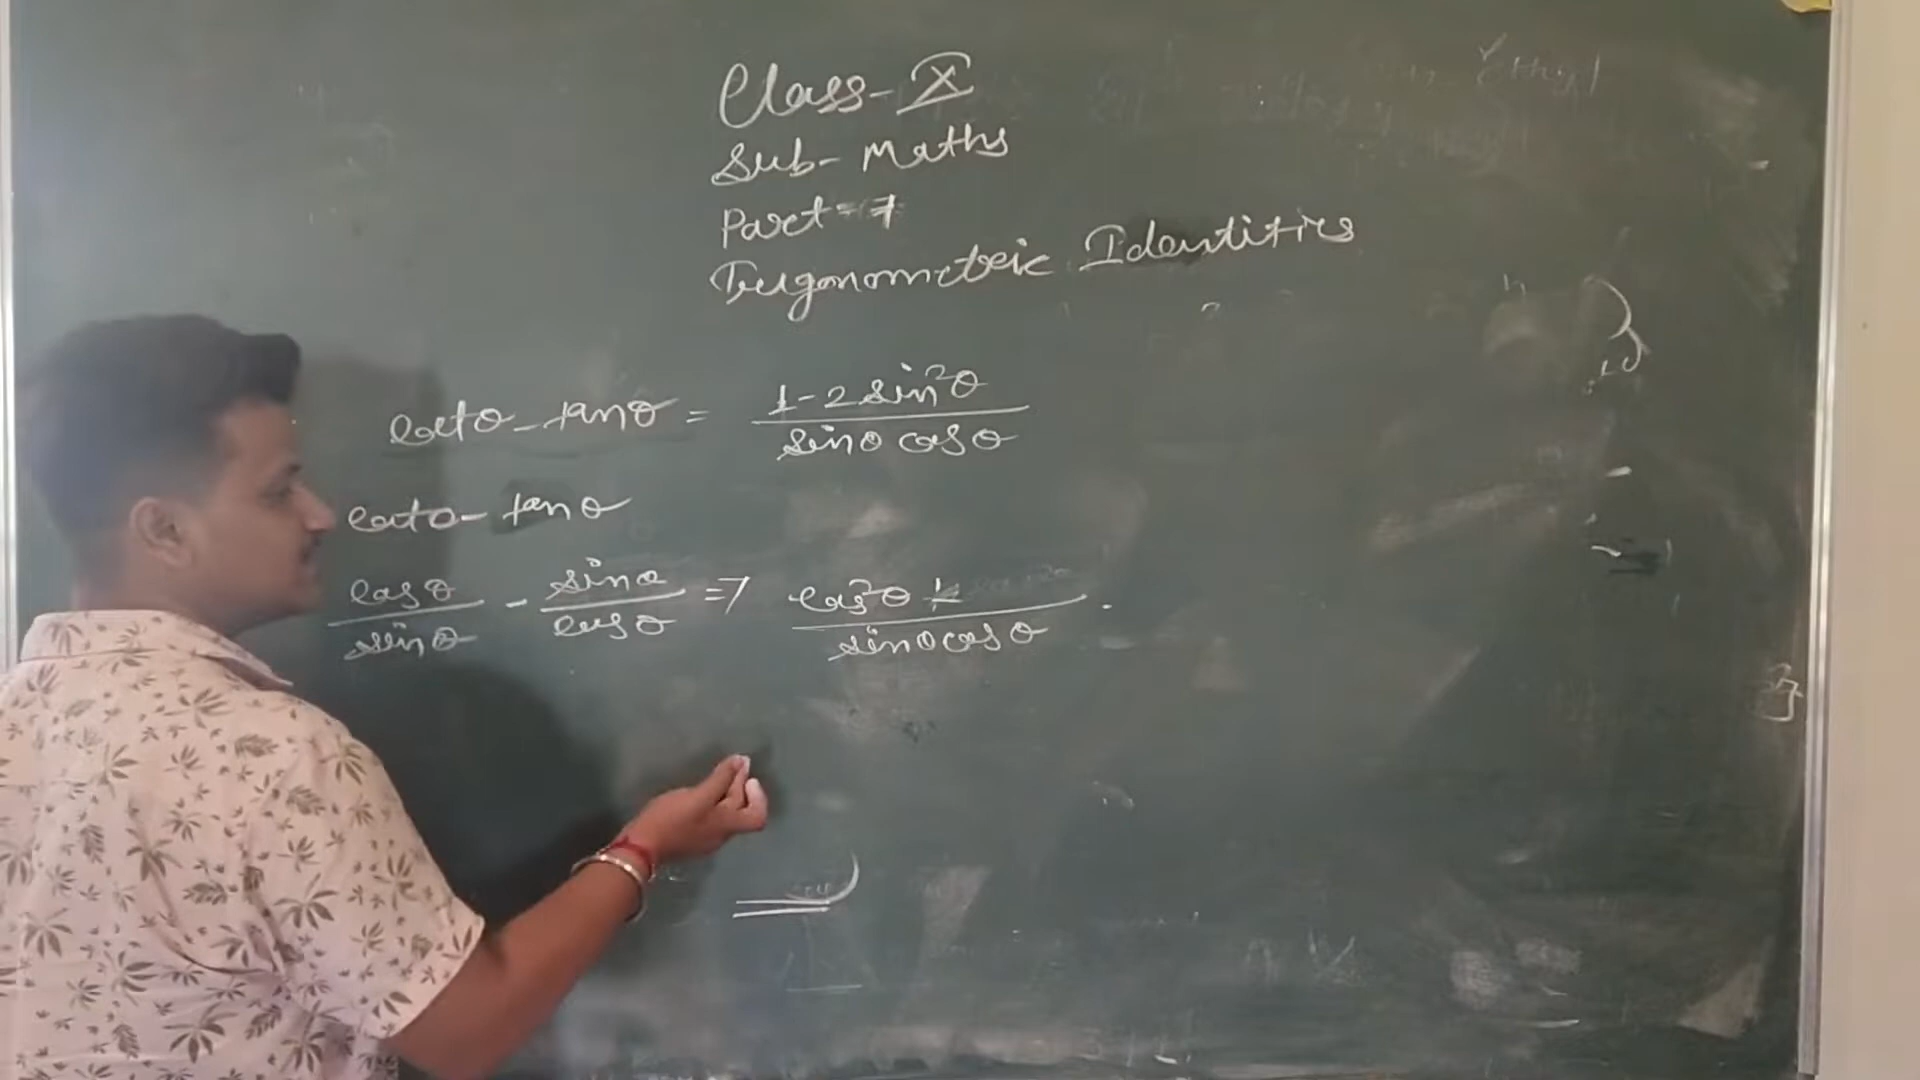 Class-X
Sub- Maths
Part-7
Trigonometric Identities
cotθ - tanθ = (1-2sin²θ)/(sinθ cosθ)
cotθ - tanθ
cosθ/sinθ - sinθ/cosθ => cos²θ /(sinθcosθ)